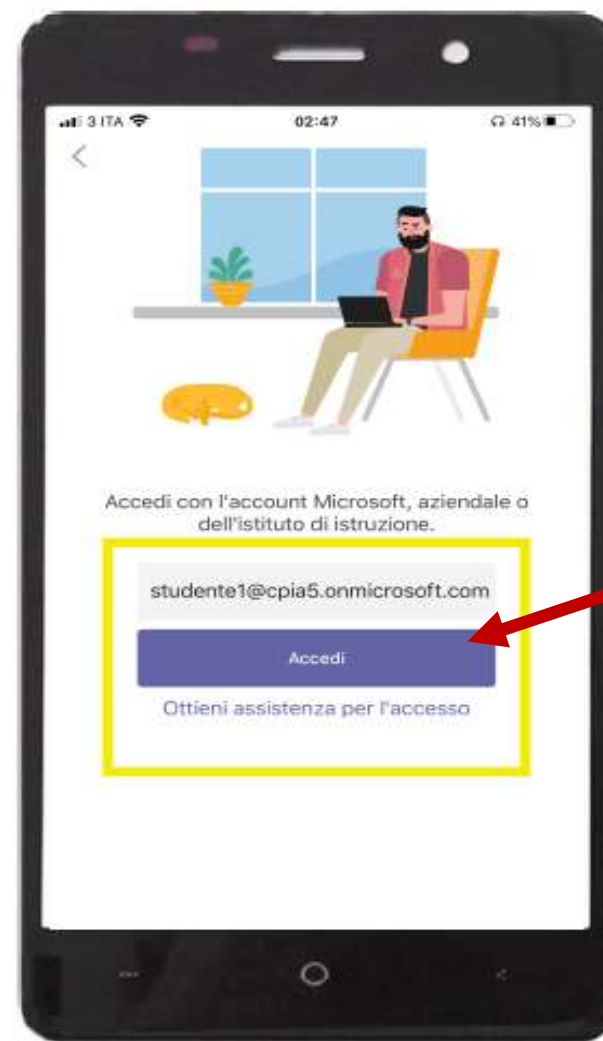 3 ITA 02:47 41%
Accedi con l'account Microsoft, aziendale o
dell'istituto di istruzione.
studente1@cpia5.onmicrosoft.com
Accedi
Ottieni assistenza per l'accesso